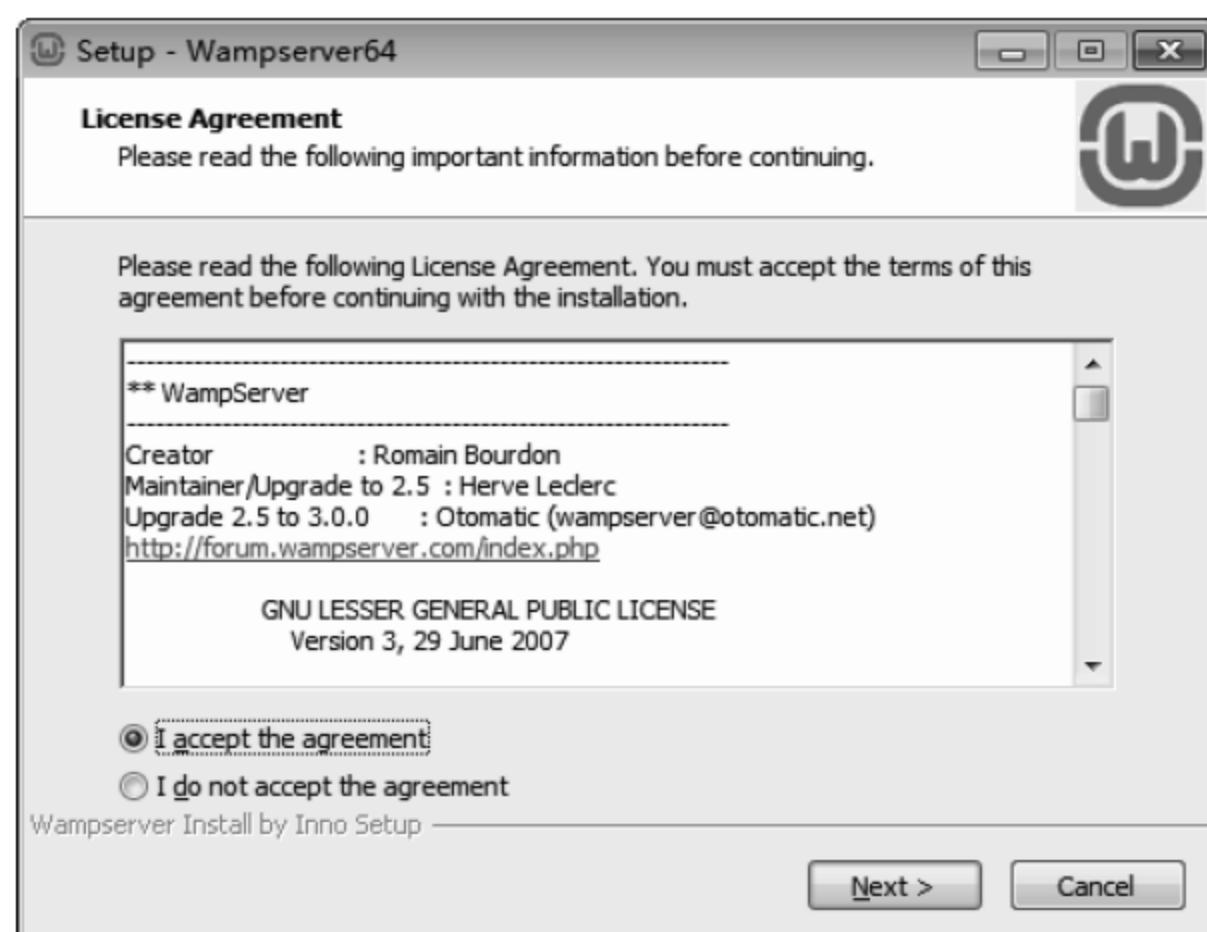 Setup - Wampserver64
License Agreement
Please read the following important information before continuing.
Please read the following License Agreement. You must accept the terms of this
agreement before continuing with the installation.
------------------------------------------------------------
** WampServer
------------------------------------------------------------
Creator : Romain Bourdon
Maintainer/Upgrade to 2.5 : Herve Leclerc
Upgrade 2.5 to 3.0.0 : Otomatic (wampserver@otomatic.net)
http://forum.wampserver.com/index.php
GNU LESSER GENERAL PUBLIC LICENSE
Version 3, 29 June 2007
I accept the agreement
I do not accept the agreement
Wampserver Install by Inno Setup
Next > Cancel